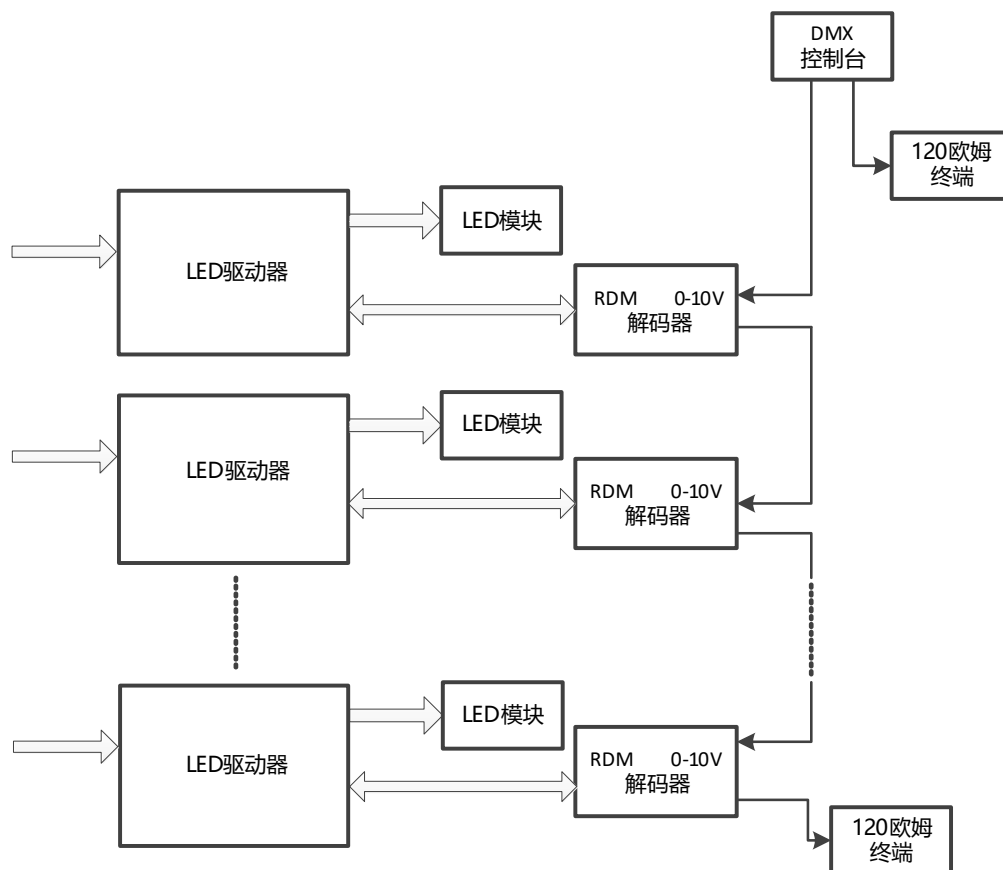 DMX
控制台
120欧姆
终端
LED驱动器
LED模块
RDM 0-10V
解码器
LED驱动器
LED模块
RDM 0-10V
解码器
LED驱动器
LED模块
RDM 0-10V
解码器
120欧姆
终端